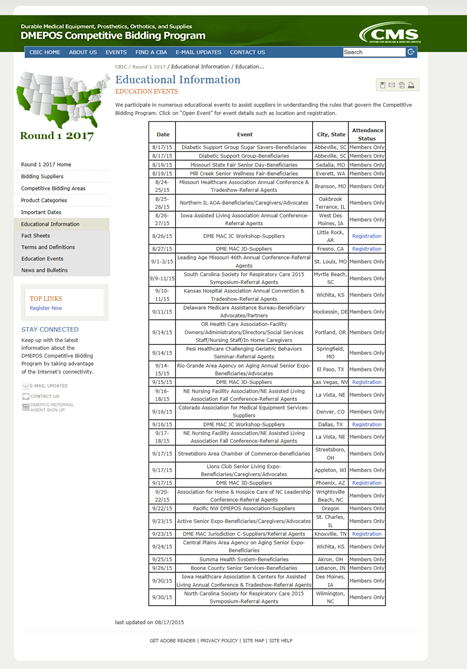 Durable Medical Equipment, Prosthetics, Orthotics, and Supplies
DMEPOS Competitive Bidding Program
CMS
CBIC HOME ABOUT US EVENTS FIND A CBA E-MAIL UPDATES CONTACT US
Search
CBIC / Round 1 2017 / Educational Information / Education...
Educational Information
EDUCATION EVENTS
We participate in numerous educational events to assist suppliers in understanding the rules that govern the Competitive
Bidding Program. Click on "Open Event" for event details such as location and registration.
Round 1 2017
Round 1 2017 Home
Bidding Suppliers
Competitive Bidding Areas
Product Categories
Important Dates
Educational Information
Fact Sheets
Terms and Definitions
Education Events
News and Bulletins
TOP LINKS
Register Now
STAY CONNECTED
Keep up with the latest
information about the
DMEPOS Competitive Bidding
Program by taking advantage
of the Internet's connectivity.
E-MAIL UPDATES
CONTACT US
DMEPOS REFERRAL
AGENT SIGN UP
Date Event City, State Attendance
Status
8/17/15 Diabetic Support Group Sugar Savers-Beneficiaries Abbeville, SC Members Only
8/17/15 Diabetic Support Group-Beneficiaries Abbeville, SC Members Only
8/19/15 Missouri State Fair Senior Day-Beneficiaries Sedalia, MO Members Only
8/19/15 Mill Creek Senior Wellness Fair-Beneficiaries Everett, WA Members Only
8/24-
25/15 Missouri Healthcare Association Annual Conference &
Tradeshow-Referral Agents Branson, MO Members Only
8/25-
26/15 Northern IL AOA-Beneficiaries/Caregivers/Advocates Oakbrook
Terrance, IL Members Only
8/26-
27/15 Iowa Assisted Living Association Annual Conference-
Referral Agents West Des
Moines, IA Members Only
8/26/15 DME MAC JC Workshop-Suppliers Little Rock,
AR Registration
8/27/15 DME MAC JD-Suppliers Fresno, CA Registration
9/1-3/15 Leading Age Missouri 46th Annual Conference-Referral
Agents St. Louis, MO Members Only
9/9-11/15 South Carolina Society for Respiratory Care 2015
Symposium-Referral Agents Myrtle Beach,
SC Members Only
9/10-
11/15 Kansas Hospital Association Annual Convention &
Tradeshow-Referral Agents Wichita, KS Members Only
9/11/15 Delaware Medicare Assistance Bureau-Beneficiary
Advocates/Partners Hockessin, DE Members Only
9/14/15 OR Health Care Association-Facility
Owners/Administrators/Directors/Social Services
Staff/Nursing Staff/In Home Caregivers Portland, OR Members Only
9/14/15 Pesi Healthcare Challenging Geriatric Behaviors
Seminar-Referral Agents Springfield,
MO Members Only
9/14-
15/15 Rio Grande Area Agency on Aging Annual Senior Expo-
Beneficiaries/Advocates El Paso, TX Members Only
9/15/15 DME MAC JD-Suppliers Las Vegas, NV Registration
9/16-
18/15 NE Nursing Facility Association/NE Assisted Living
Association Fall Conference-Referral Agents La Vista, NE Members Only
9/16/15 Colorado Association for Medical Equipment Services-
Suppliers Denver, CO Members Only
9/16/15 DME MAC JC Workshop-Suppliers Dallas, TX Registration
9/17-
18/15 NE Nursing Facility Association/NE Assisted Living
Association Fall Conference-Referral Agents La Vista, NE Members Only
9/17/15 Streetsboro Area Chamber of Commerce-Beneficiaries Streetsboro,
OH Members Only
9/17/15 Lions Club Senior Living Expo-
Beneficiaries/Caregivers/Advocates Appleton, WI Members Only
9/17/15 DME MAC JD-Suppliers Phoenix, AZ Registration
9/20-
22/15 Association for Home & Hospice Care of NC Leadership
Conference-Referral Agents Wrightsville
Beach, NC Members Only
9/22/15 Pacific NW DMEPOS Association-Suppliers Oregon Members Only
9/23/15 Active Senior Expo-Beneficiaries/Caregivers/Advocates St. Charles,
IL Members Only
9/23/15 DME MAC Jurisdiction C-Suppliers/Referral Agents Knoxville, TN Registration
9/24/15 Central Plains Area Agency on Aging Senior Expo-
Beneficiaries Wichita, KS Members Only
9/25/15 Summa Health System-Beneficiaries Akron, OH Members Only
9/26/15 Boone County Senior Services-Beneficiaries Lebanon, IN Members Only
9/30/15 Iowa Healthcare Association & Centers for Assisted
Living Annual Conference & Tradeshow-Referral Agents Des Moines,
IA Members Only
9/30/15 North Carolina Society for Respiratory Care 2015
Symposium-Referral Agents Wilmington,
NC Members Only
last updated on 08/17/2015
GET ADOBE READER | PRIVACY POLICY | SITE MAP | SITE HELP